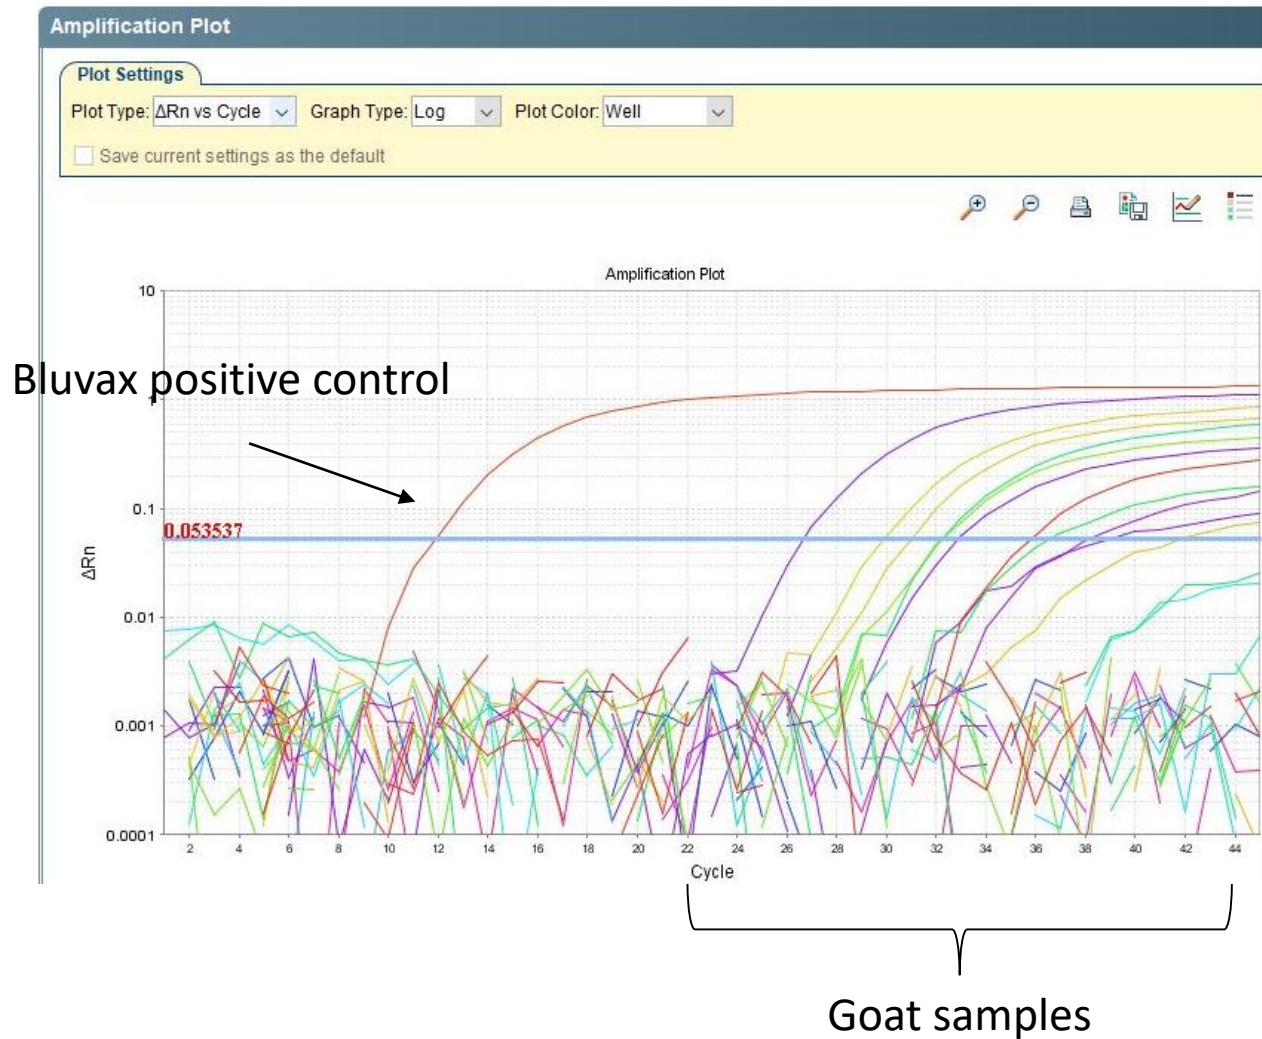 Amplification Plot
Plot Settings
Plot Type: ΔRn vs Cycle Graph Type: Log Plot Color: Well
Save current settings as the default
Amplification Plot
10
Bluvax positive control
1
0.1
0.053537
ΔRn
0.01
0.001
0.0001
2 4 6 8 10 12 14 16 18 20 22 24 26 28 30 32 34 36 38 40 42 44
Cycle
Goat samples